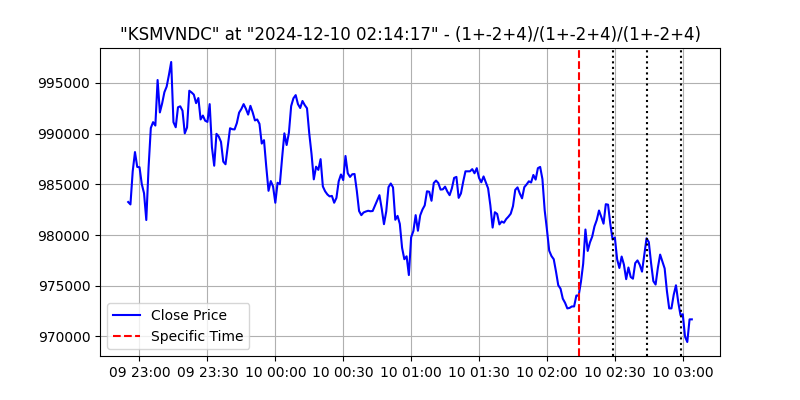 "KSMVNDC" at "2024-12-10 02:14:17" - (1+-2+4)/(1+-2+4)/(1+-2+4)
995000
990000
985000
980000
975000
970000
Close Price
Specific Time
09 23:00 09 23:30 10 00:00 10 00:30 10 01:00 10 01:30 10 02:00 10 02:30 10 03:00